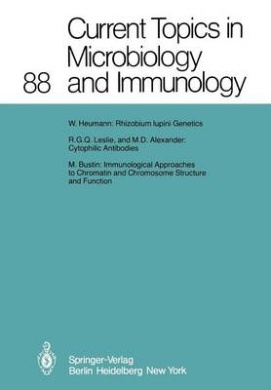 88
Current Topics in
Microbiology
and Immunology
W. Heumann: Rhizobium lupini Genetics
R.G.Q. Leslie, and M.D. Alexander:
Cytophilic Antibodies
M. Bustin: Immunological Approaches
to Chromatin and Chromosome Structure
and Function
Springer-Verlag
Berlin Heidelberg New York